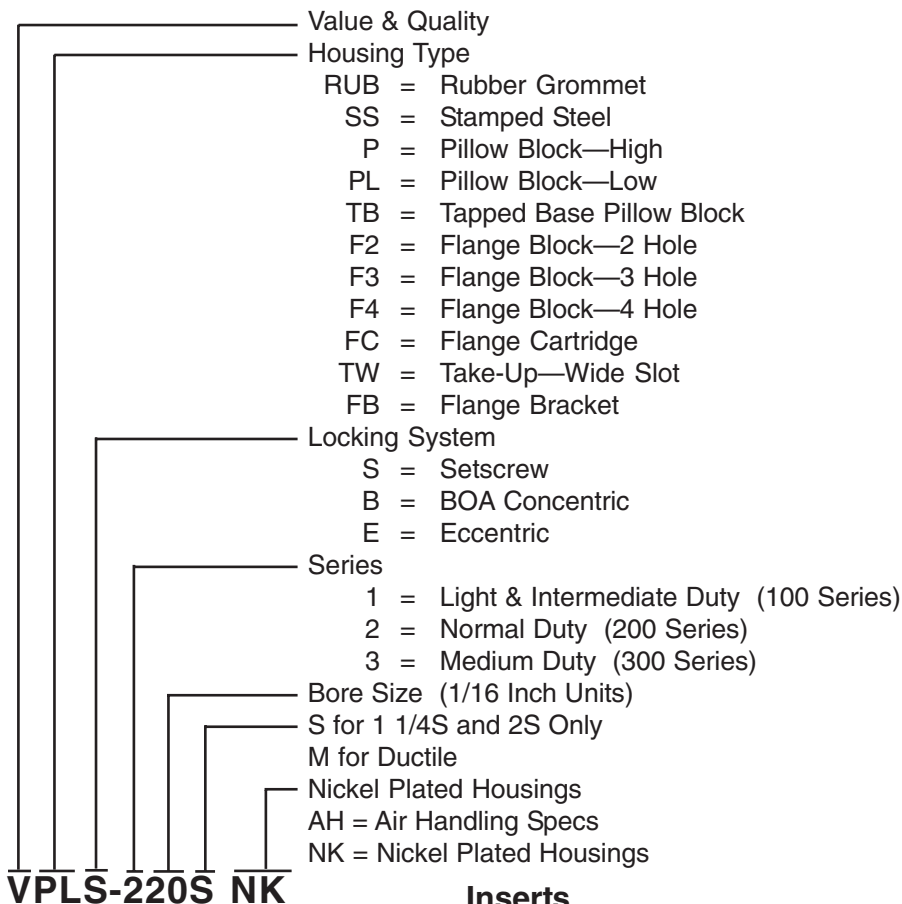 Value & Quality
Housing Type
RUB = Rubber Grommet
SS = Stamped Steel
P = Pillow Block—High
PL = Pillow Block—Low
TB = Tapped Base Pillow Block
F2 = Flange Block—2 Hole
F3 = Flange Block—3 Hole
F4 = Flange Block—4 Hole
FC = Flange Cartridge
TW = Take-Up—Wide Slot
FB = Flange Bracket
Locking System
S = Setscrew
B = BOA Concentric
E = Eccentric
Series
1 = Light & Intermediate Duty (100 Series)
2 = Normal Duty (200 Series)
3 = Medium Duty (300 Series)
Bore Size (1/16 Inch Units)
S for 1 1/4S and 2S Only
M for Ductile
Nickel Plated Housings
AH = Air Handling Specs
NK = Nickel Plated Housings
VPLS-220S NK
Inserts